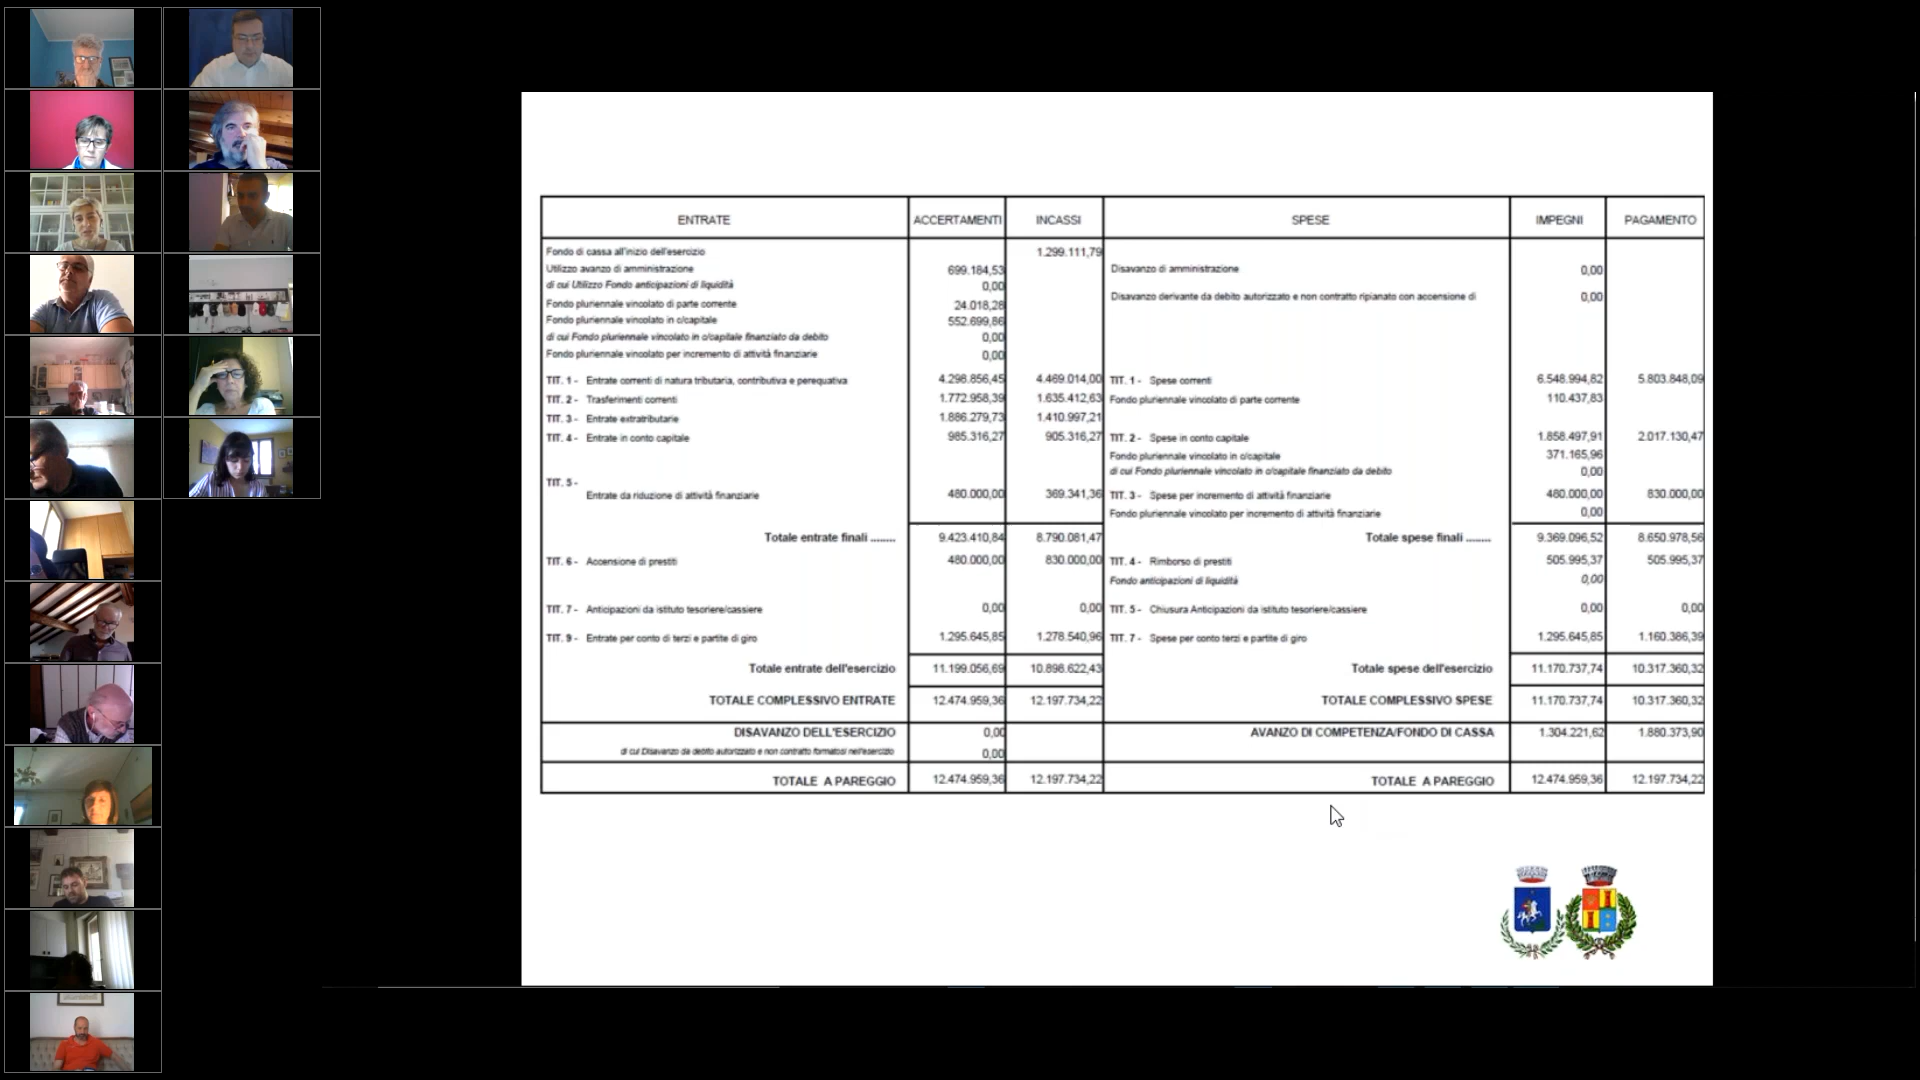 ENTRATE ACCERTAMENTI INCASSI SPESE IMPEGNI PAGAMENTO
Fondo di cassa all'inizio dell'esercizio 1.299.111,79
Utilizzo avanzo di amministrazione 699.184,53 Disavanzo di amministrazione 0,00
di cui Utilizzo Fondo anticipazioni di liquidità 0,00
Disavanzo derivante da debito autorizzato e non contratto ripianato con accensione di 0,00
Fondo pluriennale vincolato di parte corrente 24.018,28
Fondo pluriennale vincolato in c/capitale 552.699,86
di cui Fondo pluriennale vincolato in c/capitale finanziato da debito 0,00
Fondo pluriennale vincolato per incremento di attività finanziarie 0,00
TIT. 1 - Entrate correnti di natura tributaria, contributiva e perequativa 4.296.856,45 4.469.014,00 TIT. 1 - Spese correnti 6.548.994,82 5.803.848,09
TIT. 2 - Trasferimenti correnti 1.772.958,39 1.635.412,63 Fondo pluriennale vincolato di parte corrente 110.437,83
TIT. 3 - Entrate extratributarie 1.886.279,73 1.410.997,21
TIT. 4 - Entrate in conto capitale 985.316,27 905.316,27 TIT. 2 - Spese in conto capitale 1.858.497,91 2.017.130,47
Fondo pluriennale vincolato in c/capitale 371.165,96
di cui Fondo pluriennale vincolato in c/capitale finanziato da debito 0,00
TIT. 5 -
Entrate da riduzione di attività finanziarie 480.000,00 369.341,36 TIT. 3 - Spese per incremento di attività finanziarie 480.000,00 830.000,00
Fondo pluriennale vincolato per incremento di attività finanziarie 0,00
Totale entrate finali ........ 9.423.410,84 8.790.081,47 Totale spese finali ........ 9.369.096,52 8.650.978,56
TIT. 6 - Accensione di prestiti 480.000,00 830.000,00 TIT. 4 - Rimborso di prestiti 505.995,37 505.995,37
Fondo anticipazioni di liquidità 0,00
TIT. 7 - Anticipazioni da istituto tesoriere/cassiere 0,00 0,00 TIT. 5 - Chiusura Anticipazioni da istituto tesoriere/cassiere 0,00 0,00
TIT. 9 - Entrate per conto di terzi e partite di giro 1.295.645,85 1.278.540,96 TIT. 7 - Spese per conto terzi e partite di giro 1.295.645,85 1.160.386,39
Totale entrate dell'esercizio 11.199.056,69 10.898.622,43 Totale spese dell'esercizio 11.170.737,74 10.317.360,32
TOTALE COMPLESSIVO ENTRATE 12.474.959,36 12.197.734,22 TOTALE COMPLESSIVO SPESE 11.170.737,74 10.317.360,32
DISAVANZO DELL'ESERCIZIO 0,00 AVANZO DI COMPETENZA/FONDO DI CASSA 1.304.221,62 1.880.373,90
di cui Disavanzo da debito autorizzato e non contratto formatosi nell'esercizio 0,00
TOTALE A PAREGGIO 12.474.959,36 12.197.734,22 TOTALE A PAREGGIO 12.474.959,36 12.197.734,22